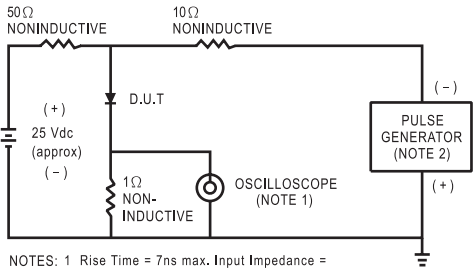 50Ω
NONINDUCTIVE
10Ω
NONINDUCTIVE
(+)
25 Vdc
(approx)
(−)
D.U.T
1Ω
NON-
INDUCTIVE
OSCILLOSCOPE
(NOTE 1)
(−)
PULSE
GENERATOR
(NOTE 2)
(+)
NOTES: 1 Rise Time = 7ns max. Input Impedance =